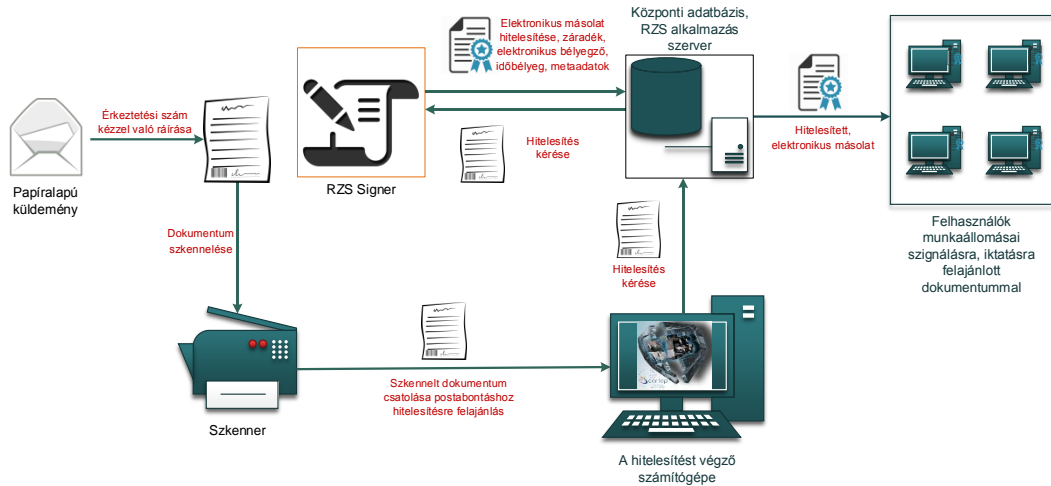 Elektronikus másolat
hitelesítése, záradék,
elektronikus bélyegző,
időbélyeg, metaadatok
Központi adatbázis,
RZS alkalmazás
szerver
Érkeztetési szám
kézzel való ráírása
Papíralapú
küldemény
RZS Signer
Hitelesítés
kérése
Hitelesített,
elektronikus másolat
Felhasználók
munkaállomásai
szignálásra, iktatásra
felajánlott
dokumentummal
Dokumentum
szkennelése
Hitelesítés
kérése
Szkennelt dokumentum
csatolása postabontáshoz
hitelesítésre felajánlás
Szkenner
A hitelesítést végző
számítógépe